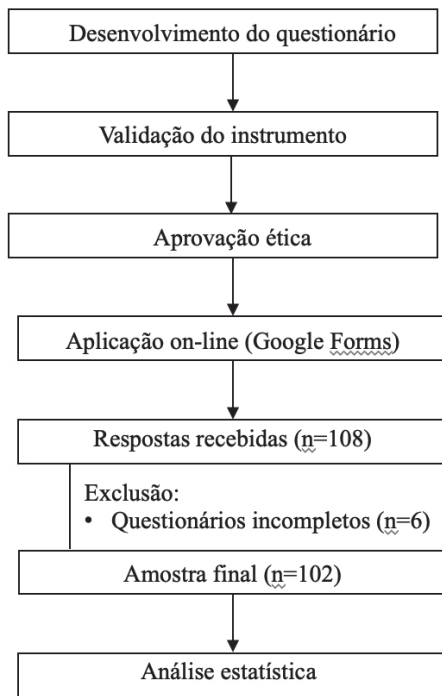 Desenvolvimento do questionário
Validação do instrumento
Aprovação ética
Aplicação on-line (Google Forms)
Respostas recebidas (n=108)
Exclusão:
• Questionários incompletos (n=6)
Amostra final (n=102)
Análise estatística